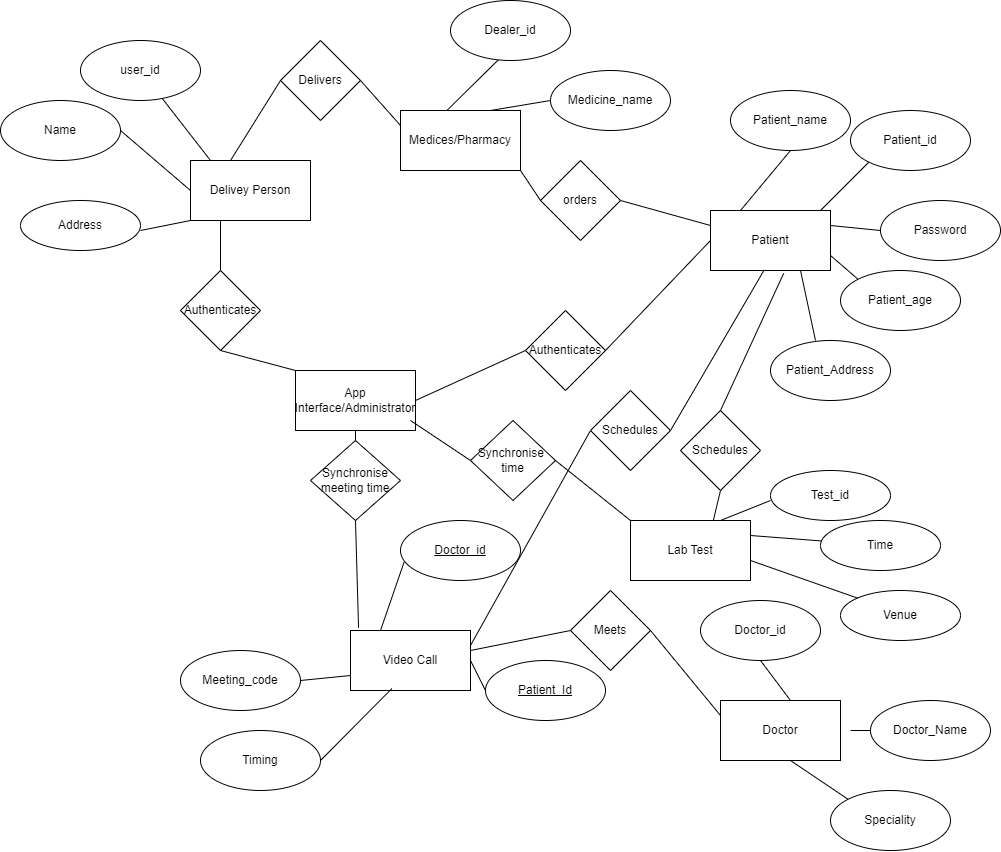 Dealer_id
user_id
Delivers
Medicine_name
Name
Medices/Pharmacy
Patient_name
Patient_id
Delivey Person
orders
Address
Patient
Password
Authenticates
Patient_age
Authenticates
Patient_Address
App
Interface/Administrator
Schedules
Schedules
Synchronise
time
Synchronise
meeting time
Test_id
Doctor_id
Lab Test
Time
Venue
Meets
Doctor_id
Video Call
Meeting_code
Patient_Id
Doctor
Doctor_Name
Timing
Speciality